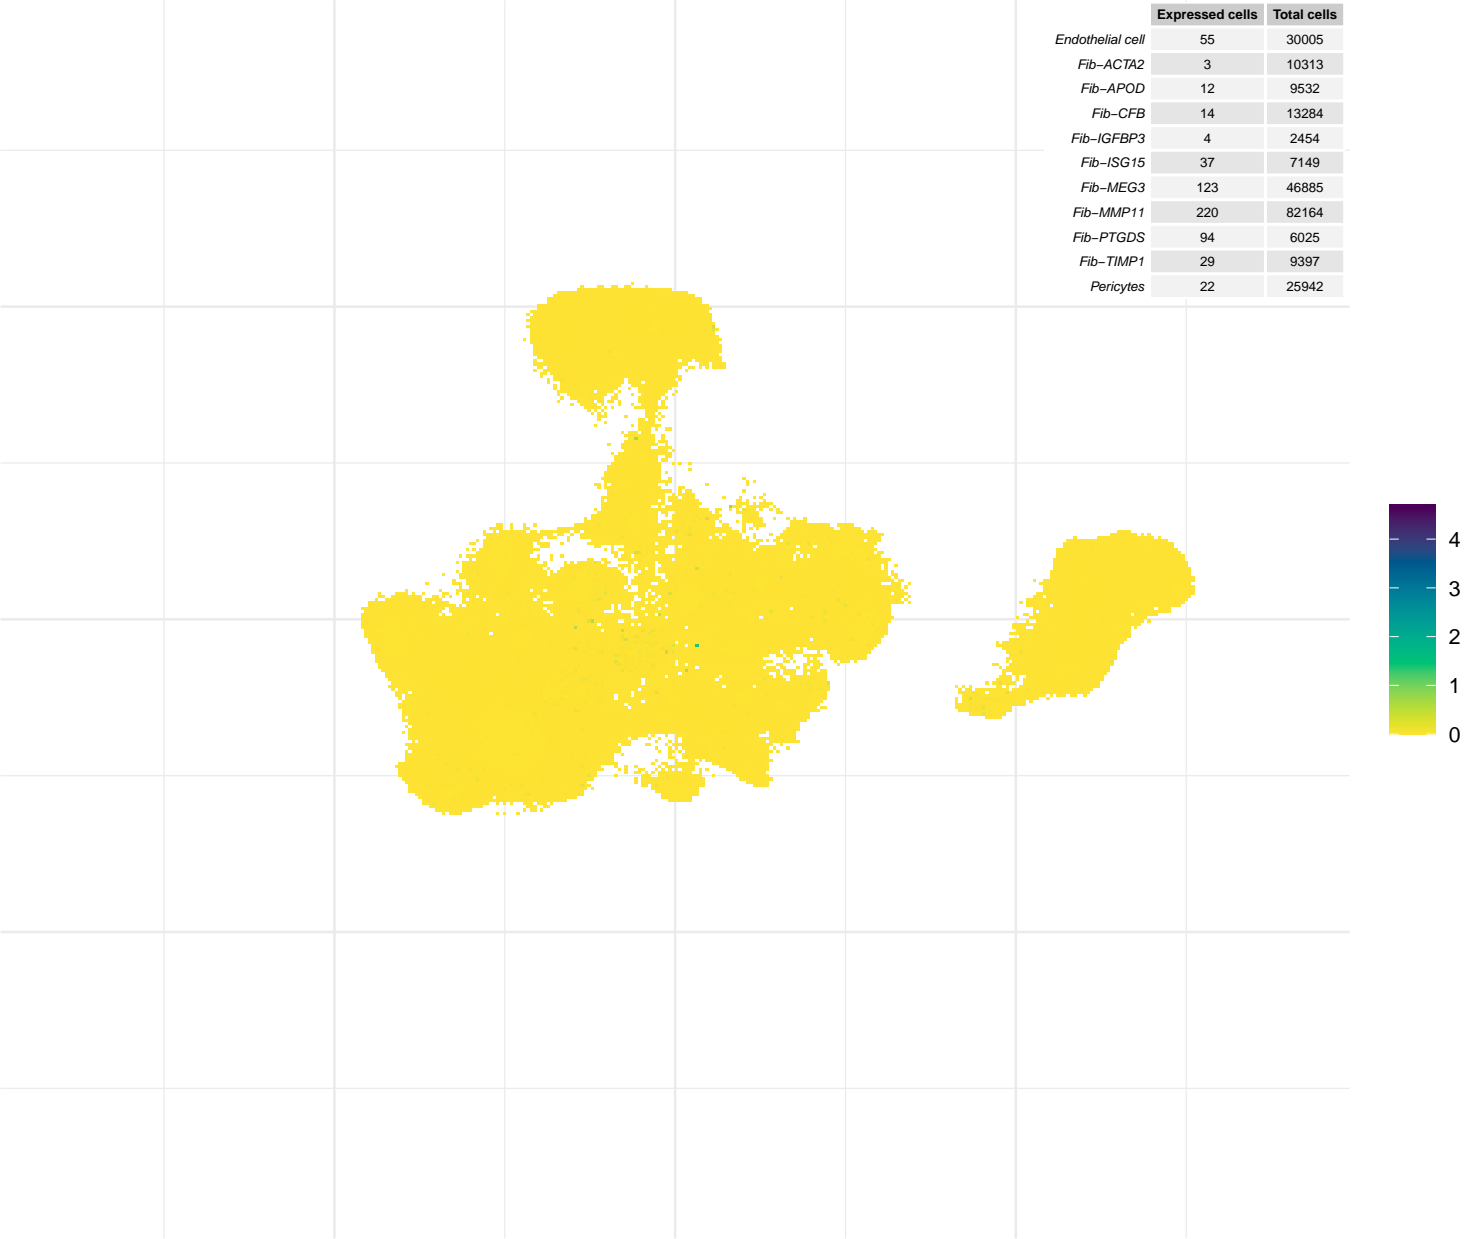 Expressed cells Total cells
Endothelial cell 55 30005
Fib−ACTA2 3 10313
Fib−APOD 12 9532
Fib−CFB 14 13284
Fib−IGFBP3 4 2454
Fib−ISG15 37 7149
Fib−MEG3 123 46885
Fib−MMP11 220 82164
Fib−PTGDS 94 6025
Fib−TIMP1 29 9397
Pericytes 22 25942
4
3
2
1
0